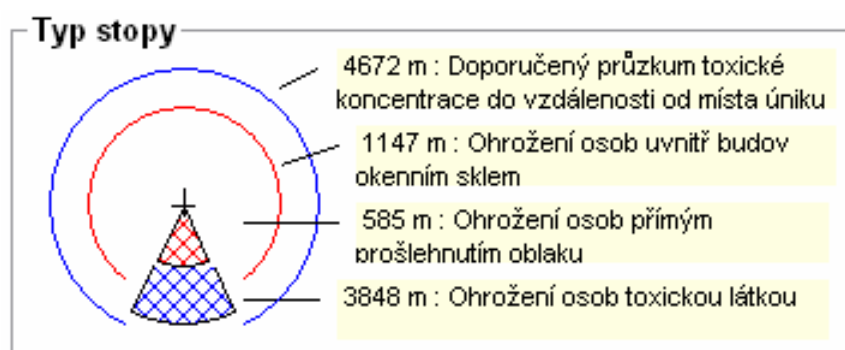 Typ stopy
4672 m : Doporučený průzkum toxické
koncentrace do vzdálenosti od místa úniku
1147 m : Ohrožení osob uvnitř budov
okenním sklem
585 m : Ohrožení osob přímým
prošlehnutím oblaku
3848 m : Ohrožení osob toxickou látkou